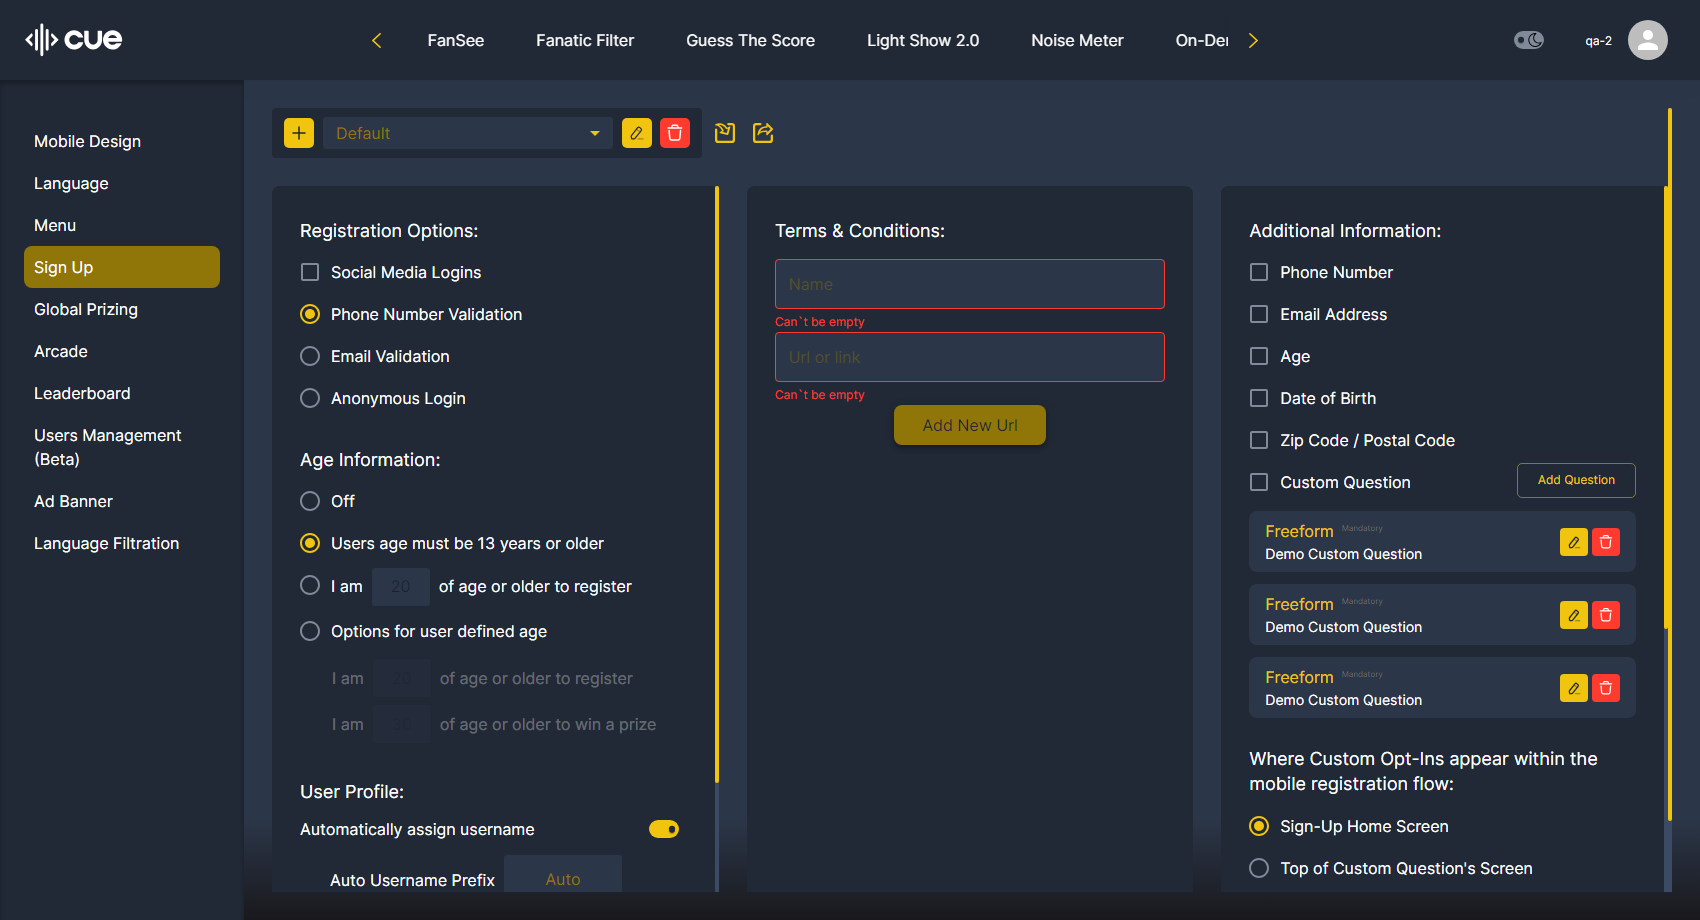 cue
FanSee
Fanatic Filter
Guess The Score
Light Show 2.0
Noise Meter
On-De
qa-2
Mobile Design
Language
Menu
Sign Up
Global Prizing
Arcade
Leaderboard
Users Management
(Beta)
Ad Banner
Language Filtration
Default
Registration Options:
Social Media Logins
Phone Number Validation
Email Validation
Anonymous Login
Age Information:
Off
Users age must be 13 years or older
I am 20 of age or older to register
Options for user defined age
I am 20 of age or older to register
I am of age or older to win a prize
User Profile:
Automatically assign username
Auto Username Prefix Auto
Terms & Conditions:
Name
Can`t be empty
Url or link
Can`t be empty
Add New Url
Additional Information:
Phone Number
Email Address
Age
Date of Birth
Zip Code / Postal Code
Custom Question Add Question
Freeform Mandatory
Demo Custom Question
Freeform Mandatory
Demo Custom Question
Freeform Mandatory
Demo Custom Question
Where Custom Opt-Ins appear within the
mobile registration flow:
Sign-Up Home Screen
Top of Custom Question's Screen